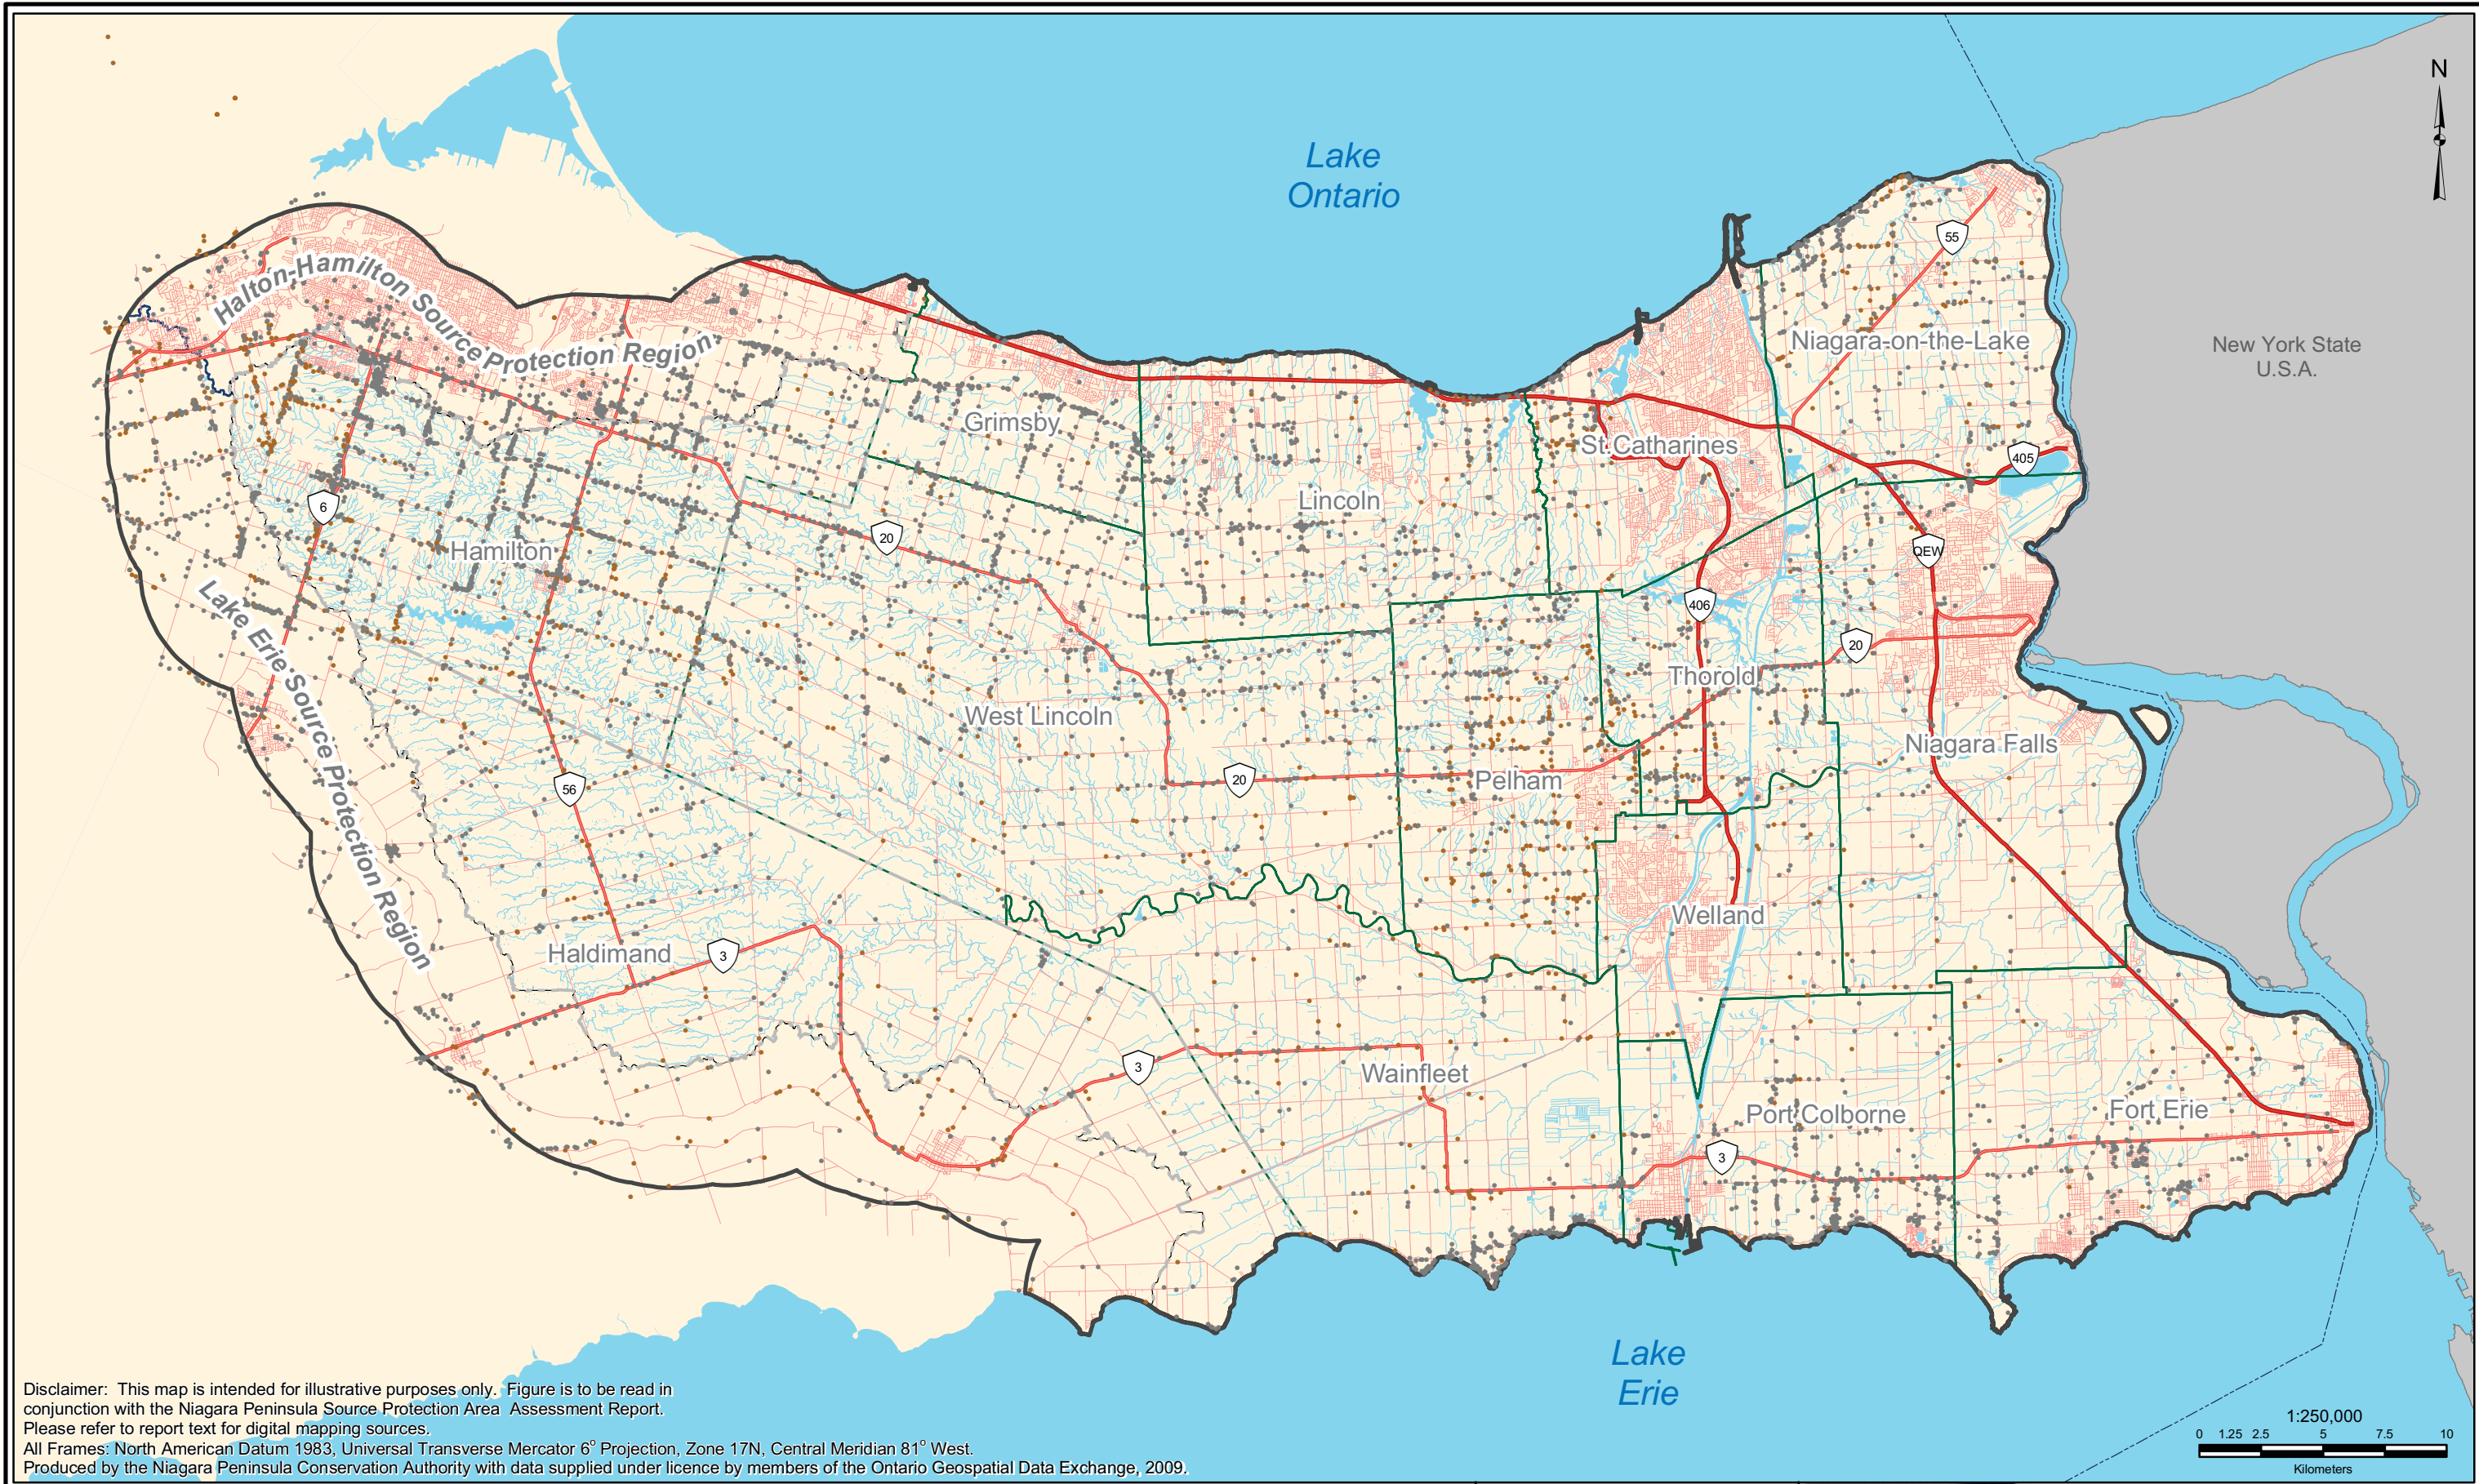 N
Lake
Ontario
55
Halton-Hamilton Source Protection Region
Niagara-on-the-Lake
New York State
U.S.A.
Grimsby
St.Catharines
405
Lincoln
6
20
Hamilton
QEW
Lake Erie Source Protection Region
406
20
Thorold
West Lincoln
Niagara Falls
20
Pelham
56
Welland
Haldimand
3
3
Wainfleet
Port Colborne
Fort Erie
3
Lake
Erie
Disclaimer: This map is intended for illustrative purposes only. Figure is to be read in
conjunction with the Niagara Peninsula Source Protection Area Assessment Report.
Please refer to report text for digital mapping sources.
All Frames: North American Datum 1983, Universal Transverse Mercator 6° Projection, Zone 17N, Central Meridian 81° West.
Produced by the Niagara Peninsula Conservation Authority with data supplied under licence by members of the Ontario Geospatial Data Exchange, 2009.
1:250,000
0 1.25 2.5 5 7.5 10
Kilometers